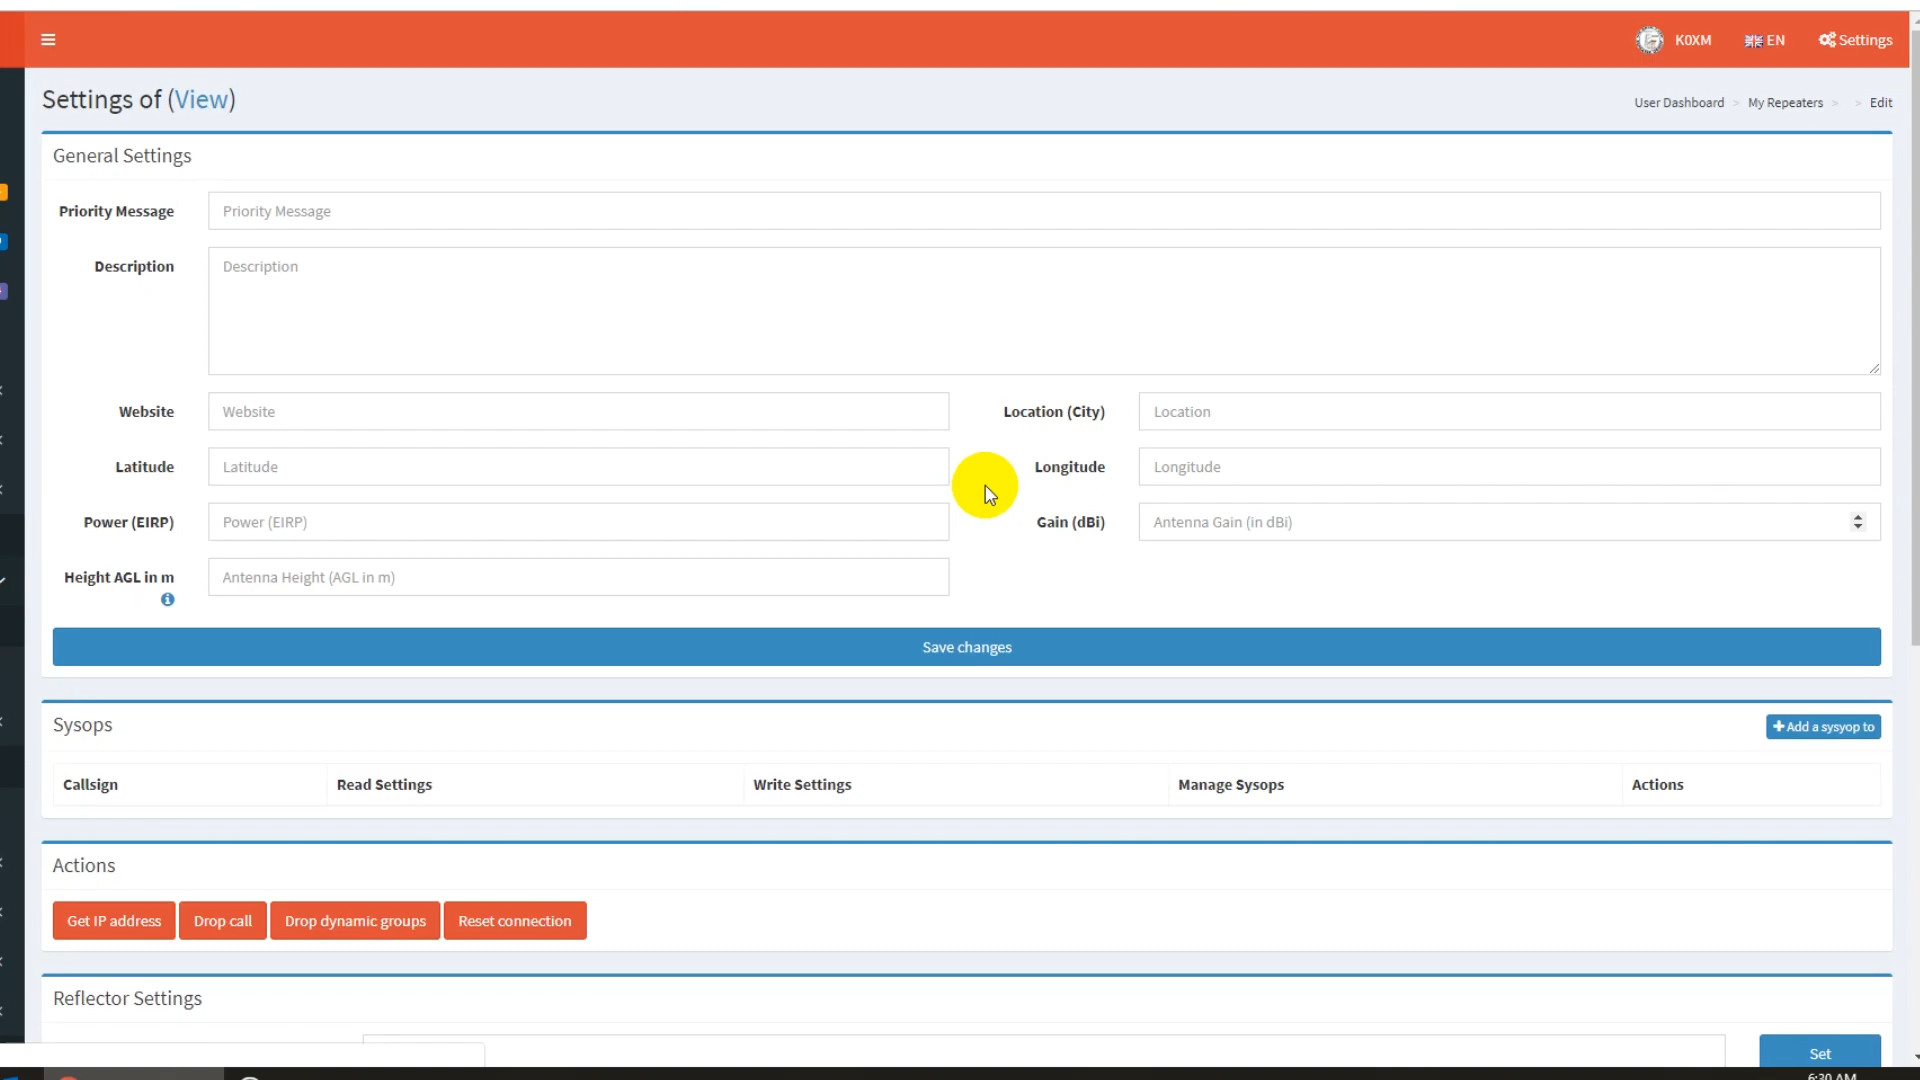 K0XM EN Settings
Settings of (View)
User Dashboard > My Repeaters > > Edit
General Settings
Priority Message Priority Message
Description Description
Website Website Location (City) Location
Latitude Latitude Longitude Longitude
Power (EIRP) Power (EIRP) Gain (dBi) Antenna Gain (in dBi)
Height AGL in m Antenna Height (AGL in m)
Save changes
Sysops Add a sysyop to
Callsign Read Settings Write Settings Manage Sysops Actions
Actions
Get IP address Drop call Drop dynamic groups Reset connection
Reflector Settings
Set
6:30 AM